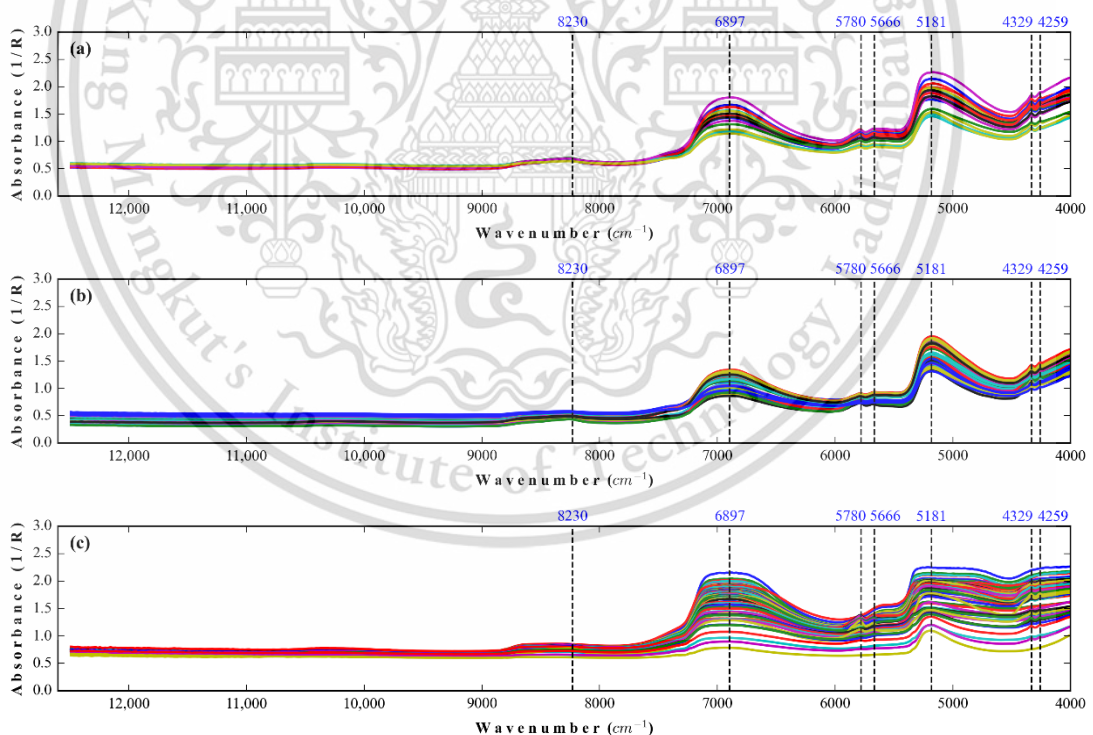 8230 6897 5780 5666 5181 4329 4259
(a)
Absorbance (1/R)
3.0
2.5
2.0
1.5
1.0
0.5
0.0
12,000 11,000 10,000 9000 8000 7000 6000 5000 4000
Wavenumber (cm⁻¹)
8230 6897 5780 5666 5181 4329 4259
(b)
Absorbance (1/R)
3.0
2.5
2.0
1.5
1.0
0.5
0.0
12,000 11,000 10,000 9000 8000 7000 6000 5000 4000
Wavenumber (cm⁻¹)
8230 6897 5780 5666 5181 4329 4259
(c)
Absorbance (1/R)
3.0
2.5
2.0
1.5
1.0
0.5
0.0
12,000 11,000 10,000 9000 8000 7000 6000 5000 4000
Wavenumber (cm⁻¹)
King Mongkut's Institute of Technology Ladkrabang